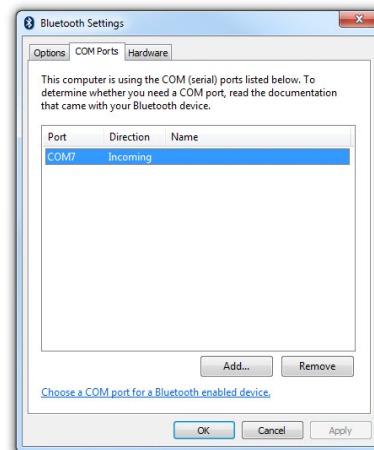 Bluetooth Settings
Options COM Ports Hardware
This computer is using the COM (serial) ports listed below. To
determine whether you need a COM port, read the documentation
that came with your Bluetooth device.
Port Direction Name
COM7 Incoming
Add... Remove
Choose a COM port for a Bluetooth enabled device.
OK Cancel Apply